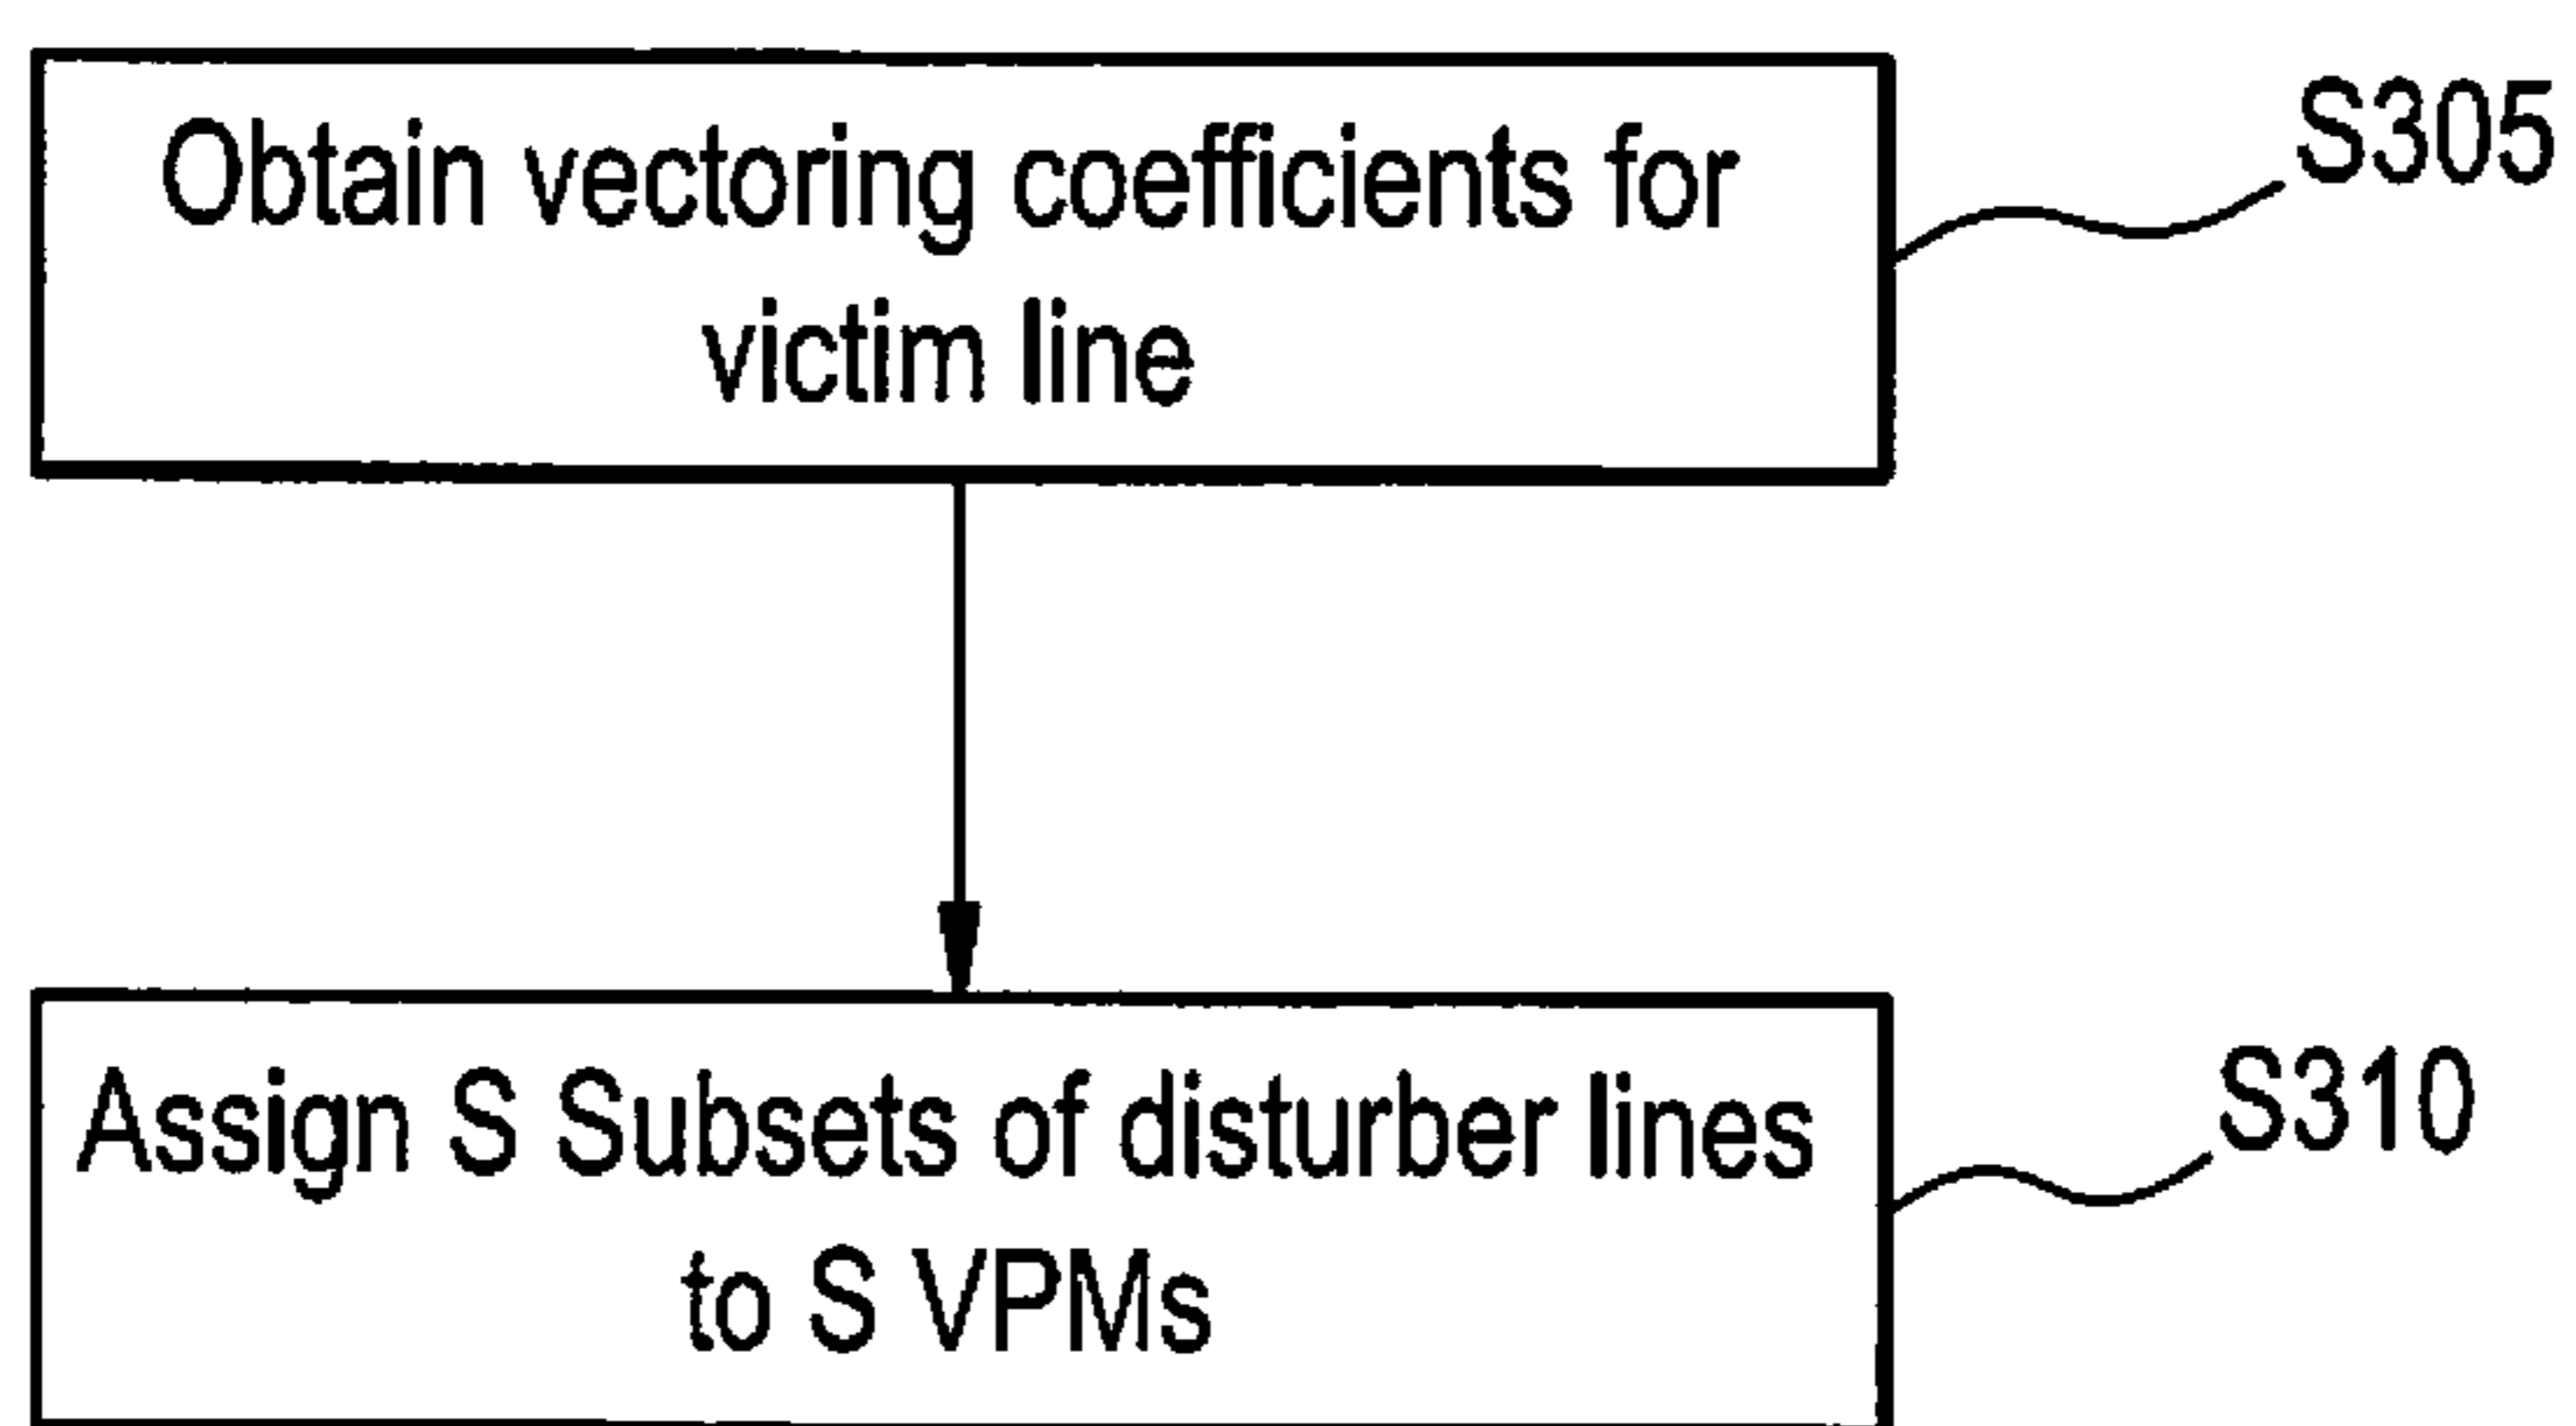 Obtain vectoring coefficients for
victim line
S305
Assign S Subsets of disturber lines
to S VPMs
S310